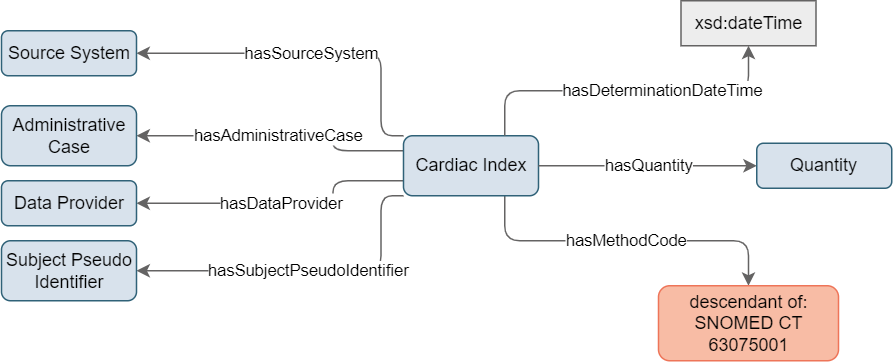 xsd:dateTime
Source System
hasSourceSystem
hasDeterminationDateTime
Administrative
Case
hasAdministrativeCase
Cardiac Index
hasQuantity
Quantity
Data Provider
hasDataProvider
hasMethodCode
Subject Pseudo
Identifier
hasSubjectPseudoIdentifier
descendant of:
SNOMED CT
63075001